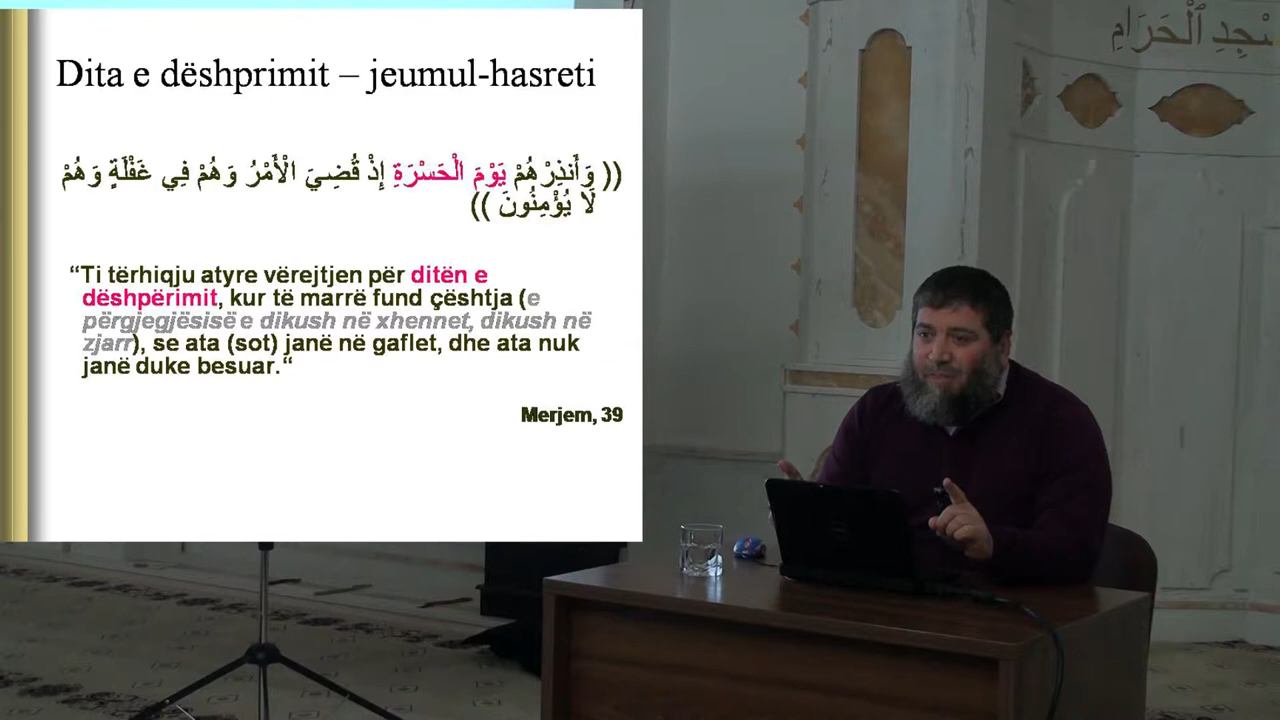 Dita e dëshprimit – jeumul-hasreti
(( وَأَنذِرْهُمْ يَوْمَ الْحَسْرَةِ إِذْ قُضِيَ الْأَمْرُ وَهُمْ فِي غَفْلَةٍ وَهُمْ
لَا يُؤْمِنُونَ ))
“Ti tërhiqju atyre vërejtjen për ditën e
dëshpërimit, kur të marrë fund çështja (e
përgjegjësisë e dikush në xhennet, dikush në
zjarr), se ata (sot) janë në gaflet, dhe ata nuk
janë duke besuar.“
Merjem, 39
الْحَرَامِ